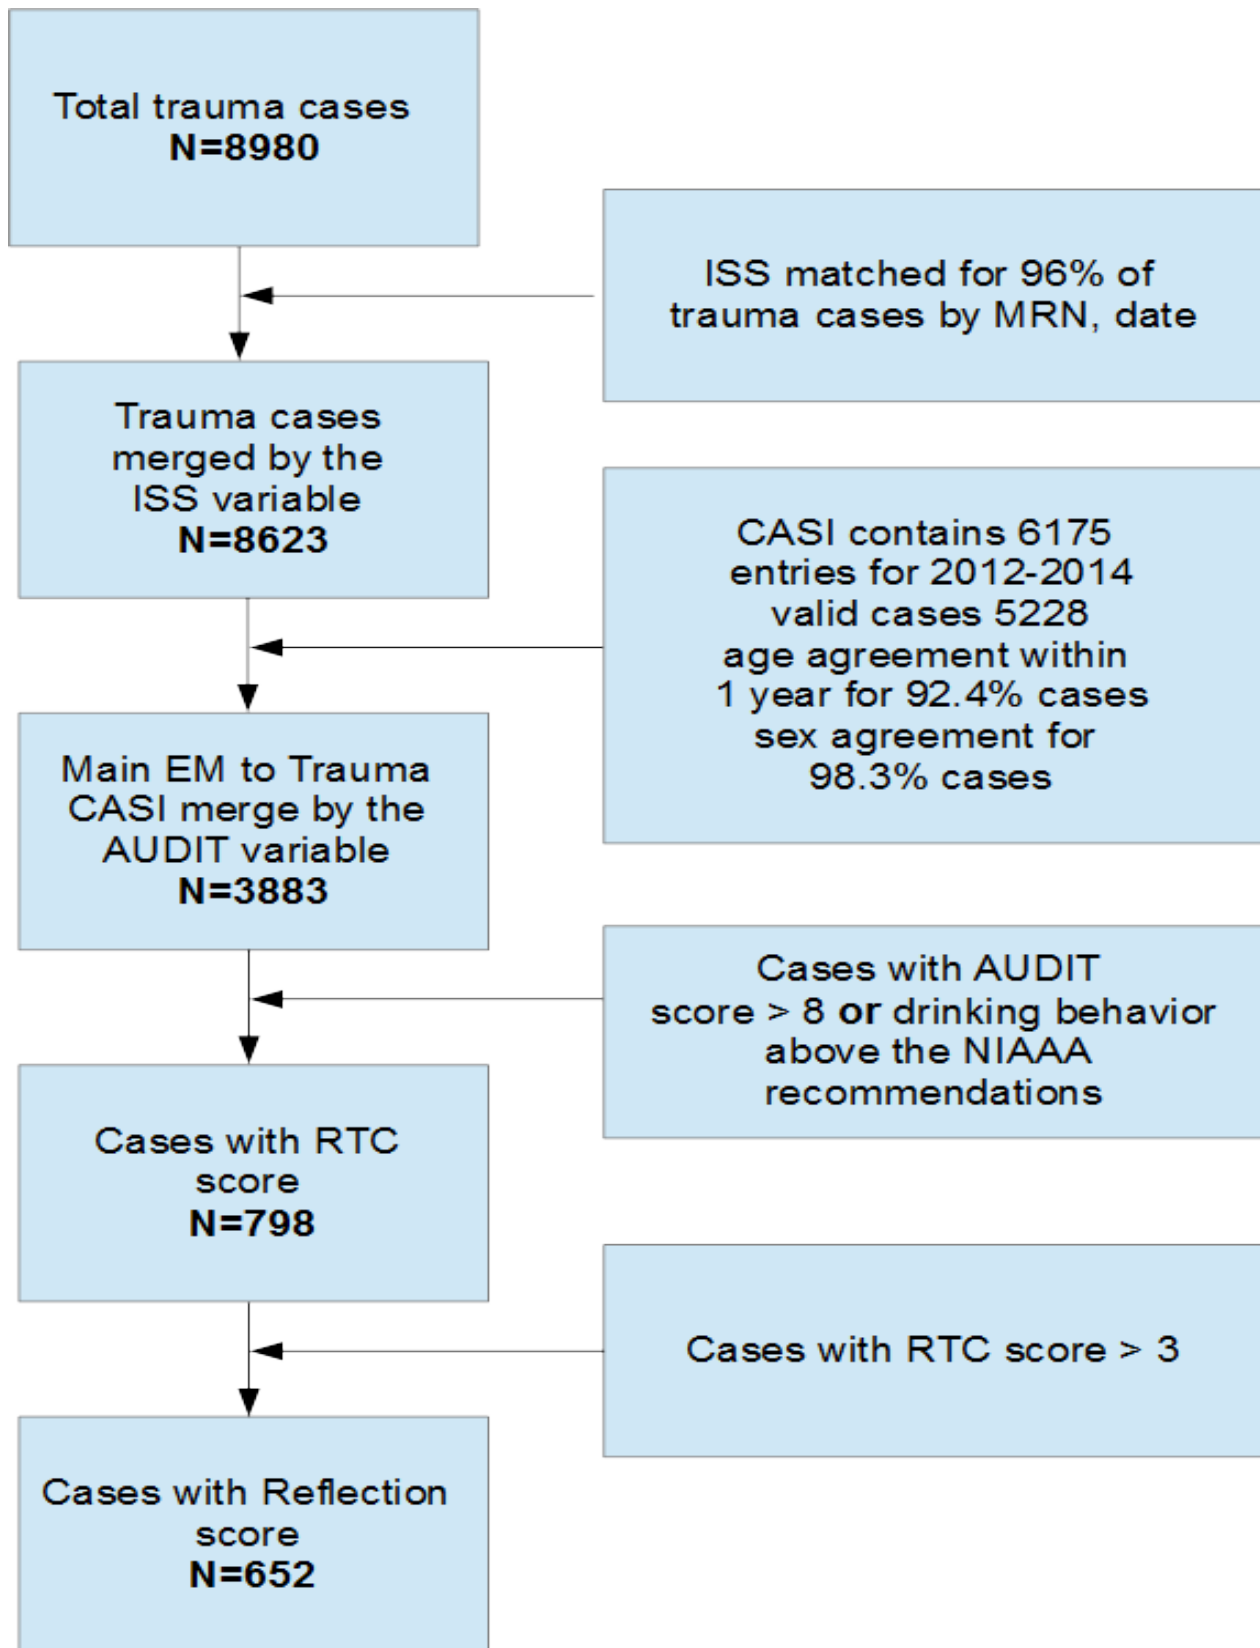 Total trauma cases
N=8980
ISS matched for 96% of
trauma cases by MRN, date
Trauma cases
merged by the
ISS variable
N=8623
CASI contains 6175
entries for 2012-2014
valid cases 5228
age agreement within
1 year for 92.4% cases
sex agreement for
98.3% cases
Main EM to Trauma
CASI merge by the
AUDIT variable
N=3883
Cases with AUDIT
score > 8 or drinking behavior
above the NIAAA
recommendations
Cases with RTC
score
N=798
Cases with RTC score > 3
Cases with Reflection
score
N=652